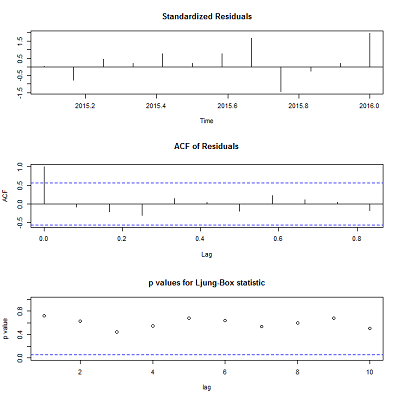 Standardized Residuals
1.5
0.5
-0.5
-1.5
2015.2 2015.4 2015.6 2015.8 2016.0
Time
ACF of Residuals
ACF
1.0
0.5
0.0
-0.5
0.0 0.2 0.4 0.6 0.8
Lag
p values for Ljung-Box statistic
p value
0.8
0.4
0.0
2 4 6 8 10
lag